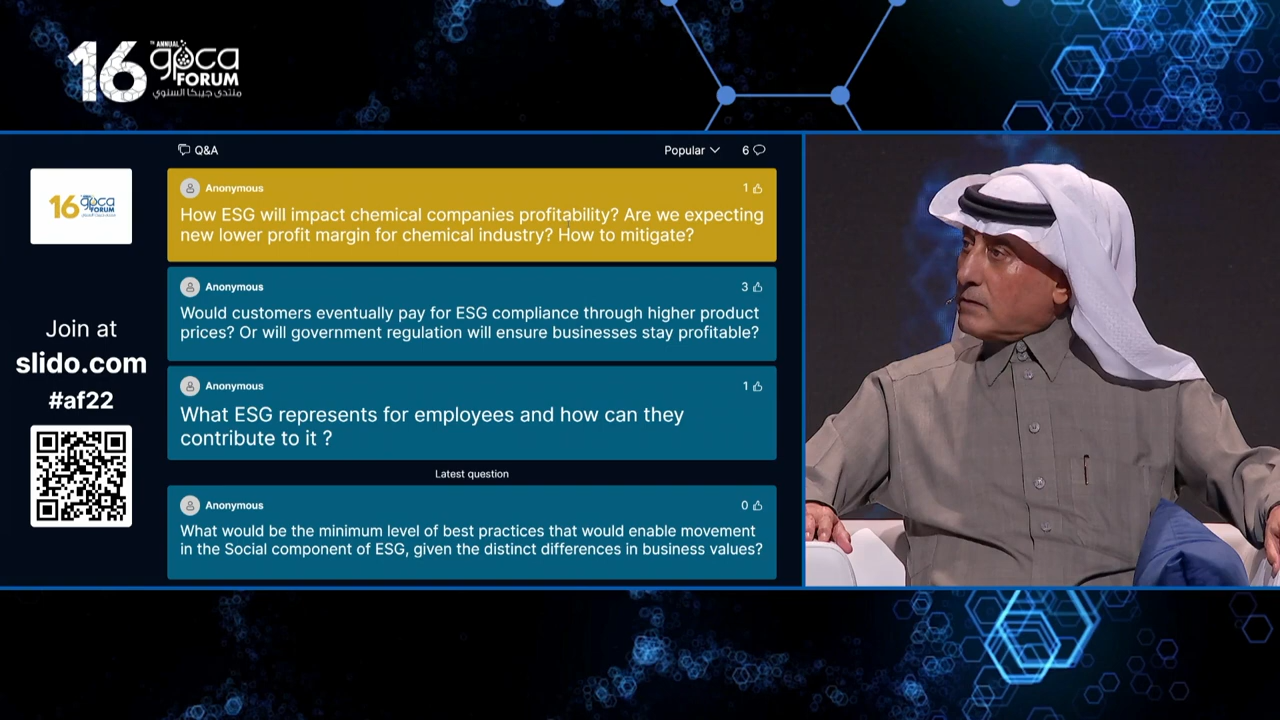 16
TH ANNUAL
gpca
FORUM
منتدى جيبكا السنوي
Q&A
Popular
6
16
gpca
FORUM
Anonymous
1
How ESG will impact chemical companies profitability? Are we expecting
new lower profit margin for chemical industry? How to mitigate?
Anonymous
3
Would customers eventually pay for ESG compliance through higher product
prices? Or will government regulation will ensure businesses stay profitable?
Join at
slido.com
#af22
Anonymous
1
What ESG represents for employees and how can they
contribute to it ?
Latest question
Anonymous
0
What would be the minimum level of best practices that would enable movement
in the Social component of ESG, given the distinct differences in business values?